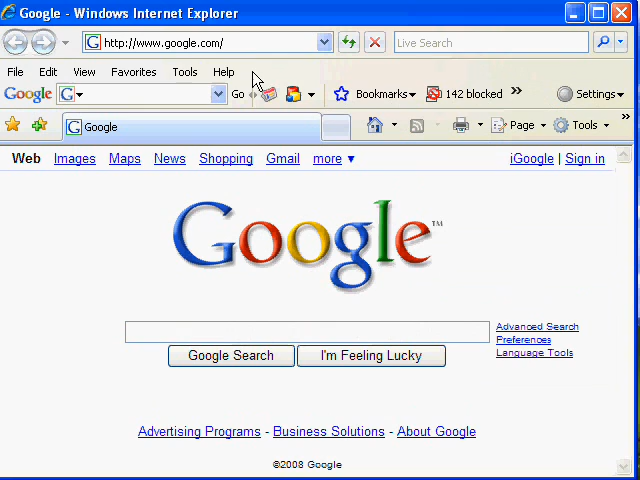 Google - Windows Internet Explorer
http://www.google.com/
Live Search
File Edit View Favorites Tools Help
Google G Go Bookmarks 142 blocked » Settings
G Google Page Tools »
Web Images Maps News Shopping Gmail more ▼ iGoogle | Sign in
Google™
Advanced Search
Preferences
Language Tools
Google Search I'm Feeling Lucky
Advertising Programs - Business Solutions - About Google
©2008 Google